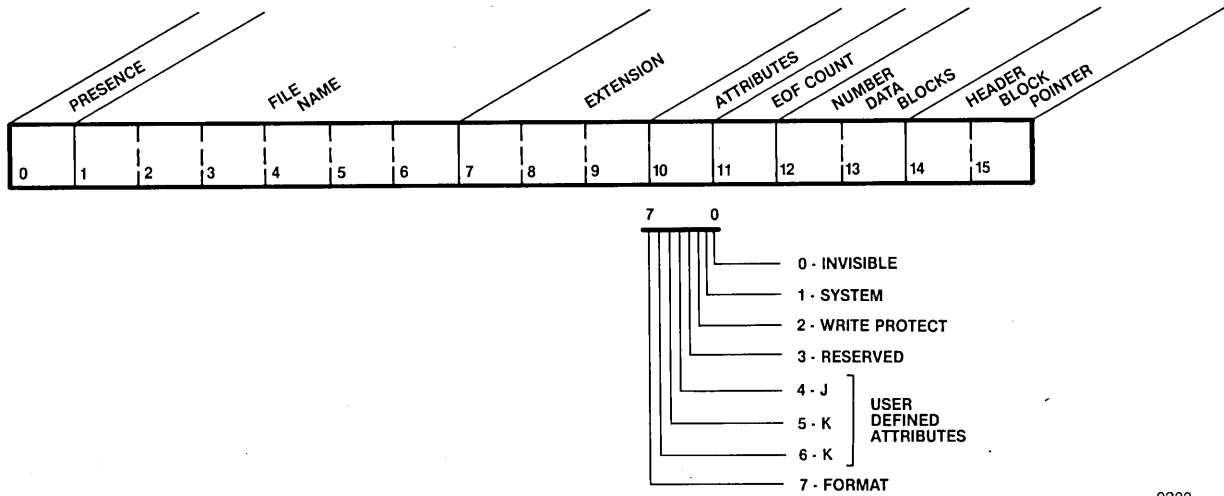 PRESENCE
FILE
NAME
EXTENSION
ATTRIBUTES
EOF COUNT
NUMBER
DATA
BLOCKS
HEADER
BLOCK
POINTER
0 1 2 3 4 5 6 7 8 9 10 11 12 13 14 15
7 0
0 - INVISIBLE
1 - SYSTEM
2 - WRITE PROTECT
3 - RESERVED
4 - J
5 - K
6 - K
USER
DEFINED
ATTRIBUTES
7 - FORMAT